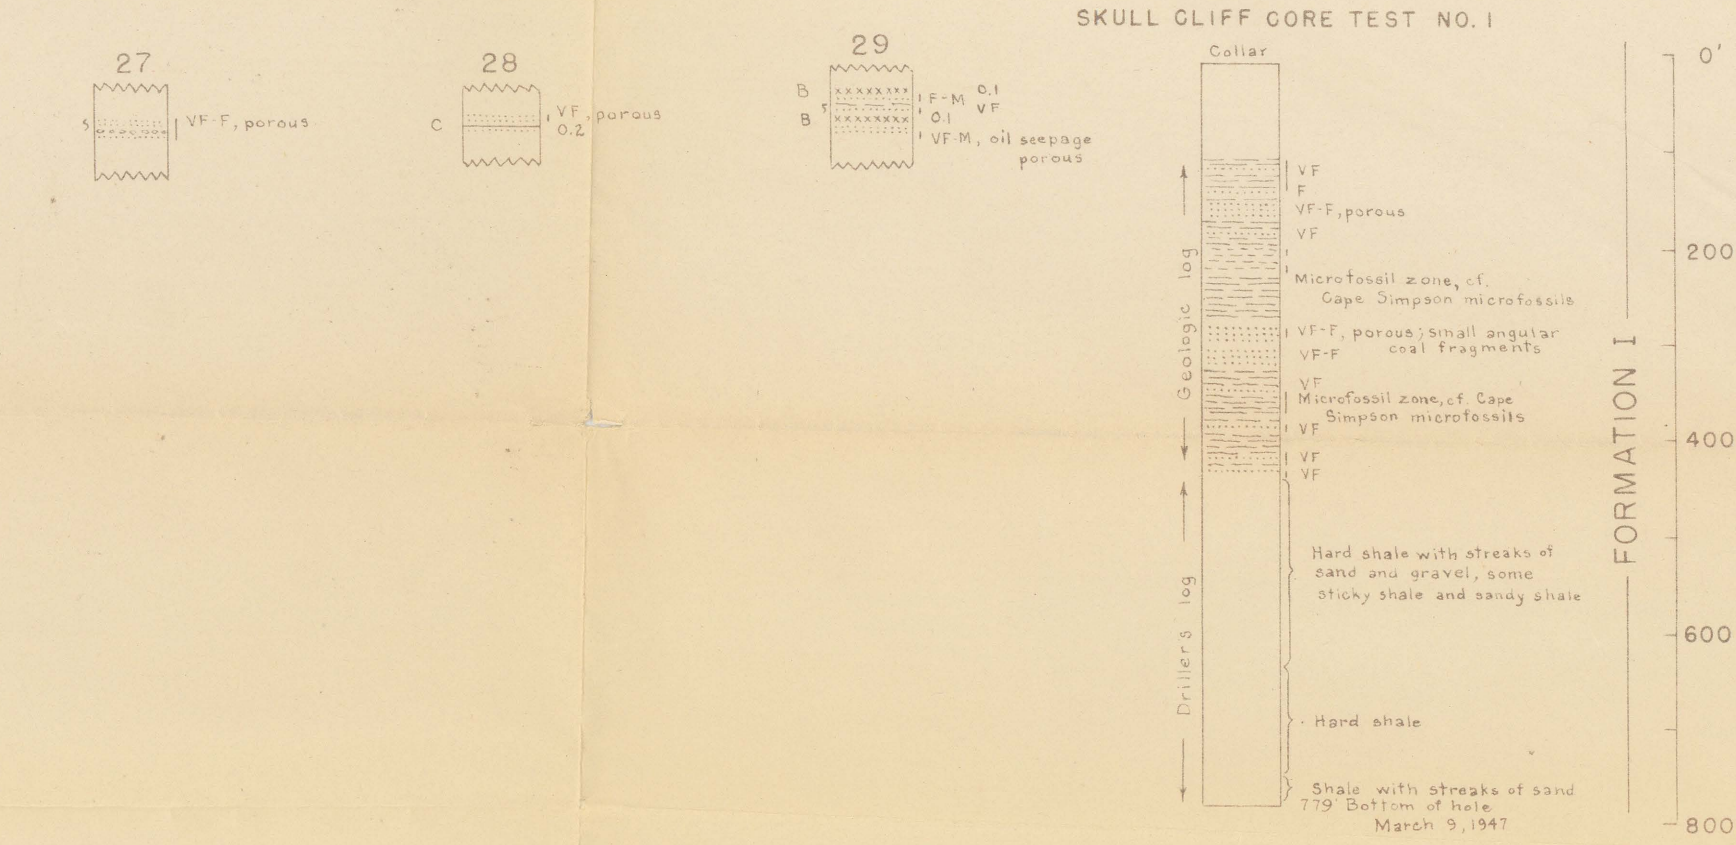 SKULL CLIFF CORE TEST NO. 1
27
S
VF-F, porous
28
C
VF, porous
0.2
29
B
S
B
F-M 0.1
VF
0.1
VF-M, oil seepage
porous
Collar
Geologic log
Drillers log
VF
F
VF-F, porous
VF
Microfossil zone, cf.
Cape Simpson microfossils
VF-F, porous; small angular
coal fragments
VF-F
VF
Microfossil zone, cf. Cape
Simpson microfossils
VF
VF
VF
Hard shale with streaks of
sand and gravel, some
sticky shale and sandy shale
Hard shale
Shale with streaks of sand
779' Bottom of hole
March 9, 1947
FORMATION I
0'
200
400
600
800